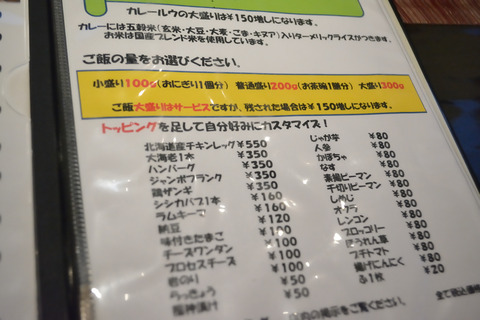 カレールウの大盛りは¥150増しになります。
カレーには五穀米(玄米・大豆・大麦・ごま・キヌア)入りターメリックライスがつきます。
お米は国産ブレンド米を使用しています。
ご飯の量をお選びください。
小盛り100g(おにぎり1個分) 普通盛り200g(お茶碗1膳分) 大盛り300g
ご飯大盛りはサービスですが、残された場合は¥150増しになります。
トッピングを足して自分好みにカスタマイズ!
北海道産チキンレッグ ¥550
大海老1本 ¥350
ハンバーグ ¥350
ジャンボフランク ¥350
鶏ザンギ ¥350
シシカバブ1本 ¥160
ラムキーマ ¥160
納豆 ¥120
味付きたまご ¥100
チーズワンタン ¥100
プロセスチーズ ¥100
岩のり ¥50
らっきょう ¥50
福神漬け
じゃが芋 ¥80
人参 ¥80
かぼちゃ ¥80
なす ¥80
素揚ピーマン ¥80
千切りピーマン ¥80
しめじ ¥80
オクラ ¥80
レンコン ¥80
ブロッコリー ¥80
ほうれん草 ¥80
プチトマト ¥80
揚げにんにく ¥80
ふ1枚 ¥20
の掲示をご覧ください。